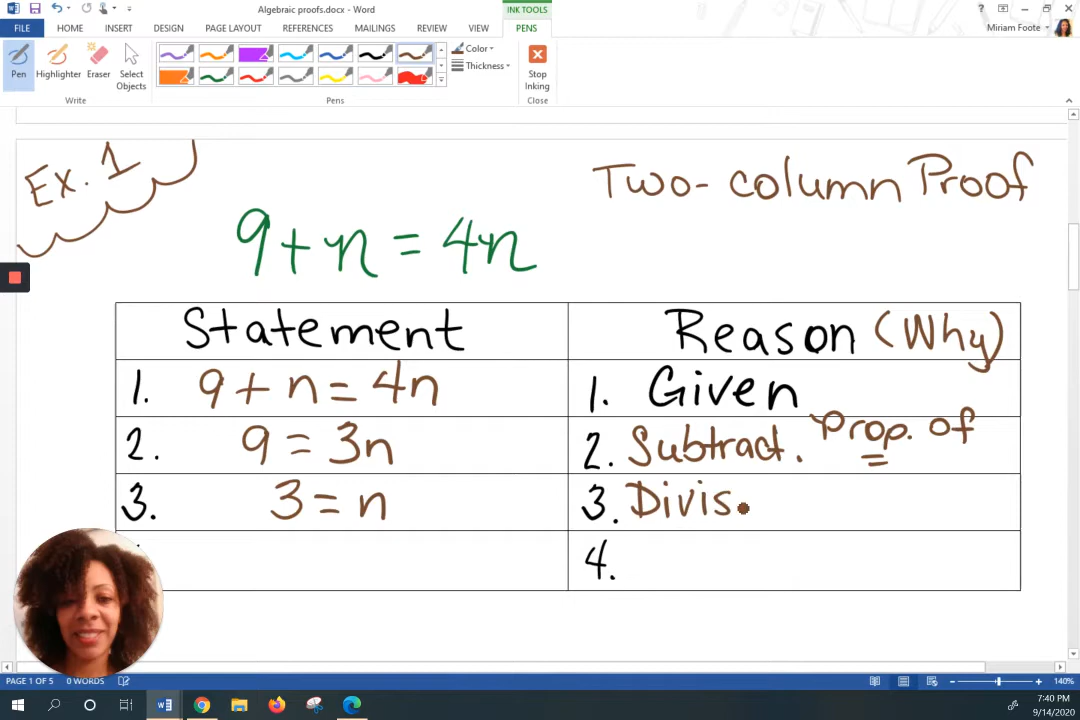 Algebraic proofs.docx - Word
INK TOOLS
FILE HOME INSERT DESIGN PAGE LAYOUT REFERENCES MAILINGS REVIEW VIEW PENS
Miriam Foote
Pen Highlighter Eraser Select Objects
Color
Thickness
Stop Inking
Write Pens Close
Ex. 1
Two-column Proof
9+n = 4n
Statement Reason (Why)
1. 9 + n = 4n 1. Given
2. 9 = 3n 2. Subtract. Prop. of =
3. 3 = n 3. Divis
4.
PAGE 1 OF 5 0 WORDS 140%
7:40 PM
9/14/2020